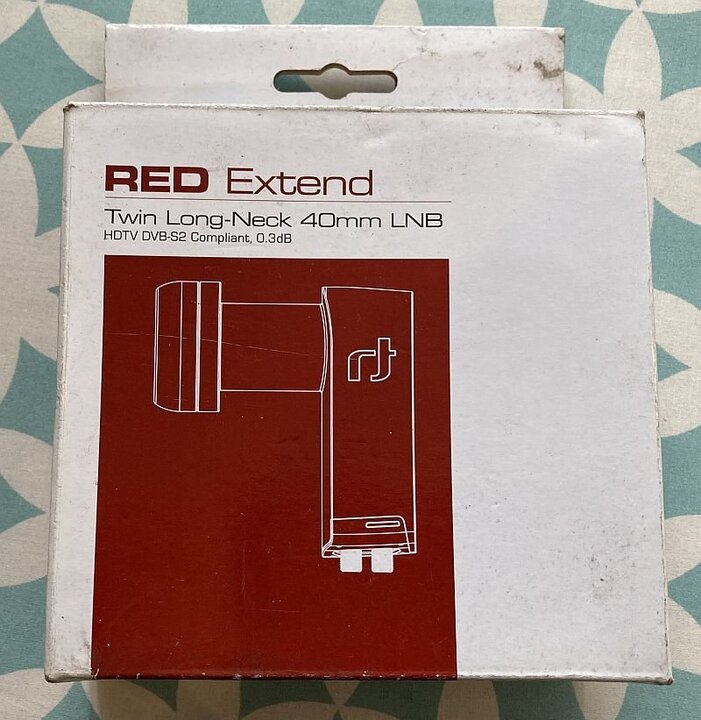 RED Extend
Twin Long-Neck 40mm LNB
HDTV DVB-S2 Compliant, 0.3dB